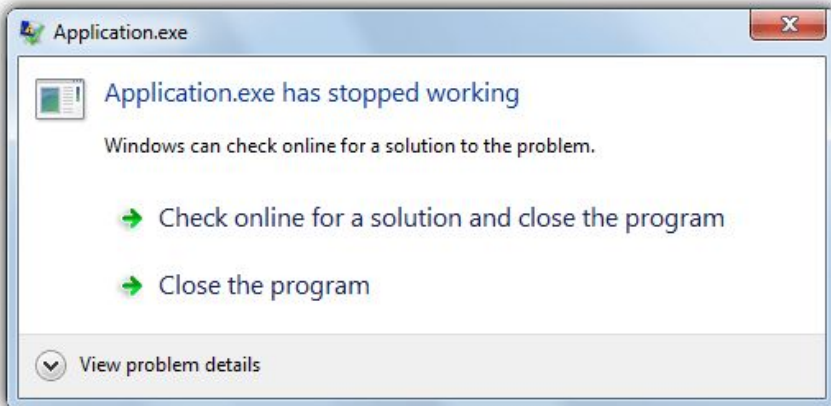 Application.exe
Application.exe has stopped working
Windows can check online for a solution to the problem.
Check online for a solution and close the program
Close the program
View problem details